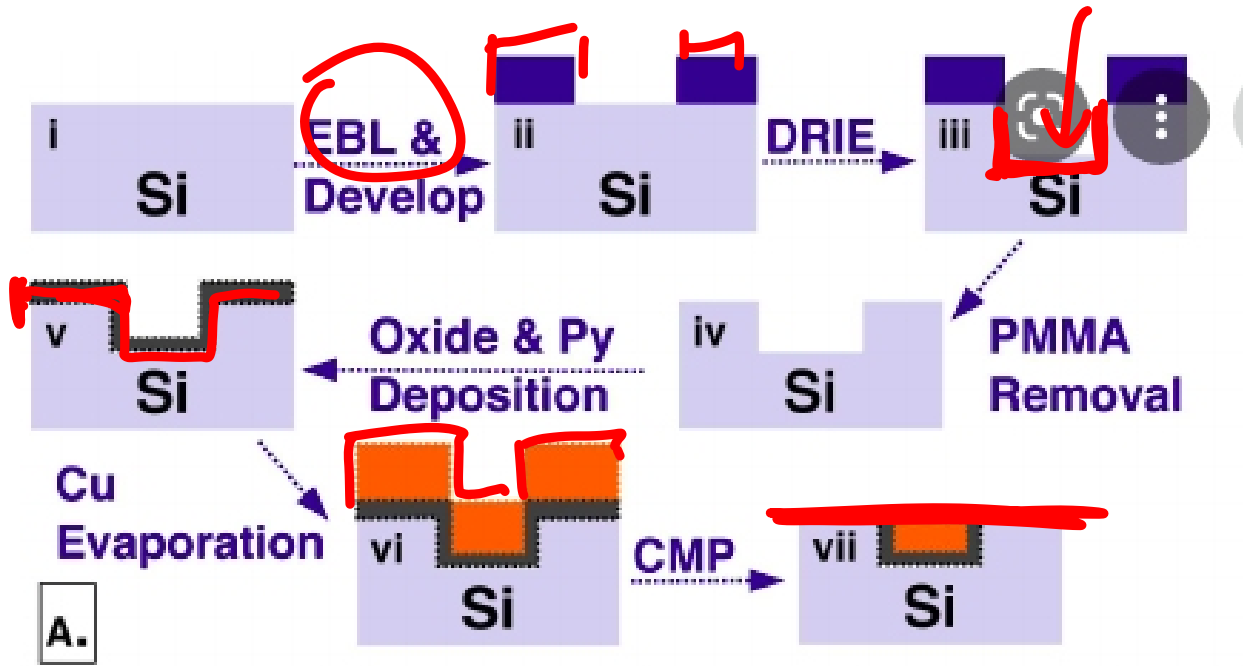 i
Si
EBL &
Develop
ii
Si
DRIE
iii
Si
v
Si
Oxide & Py
Deposition
iv
Si
PMMA
Removal
Cu
Evaporation
vi
Si
CMP
vii
Si
A.